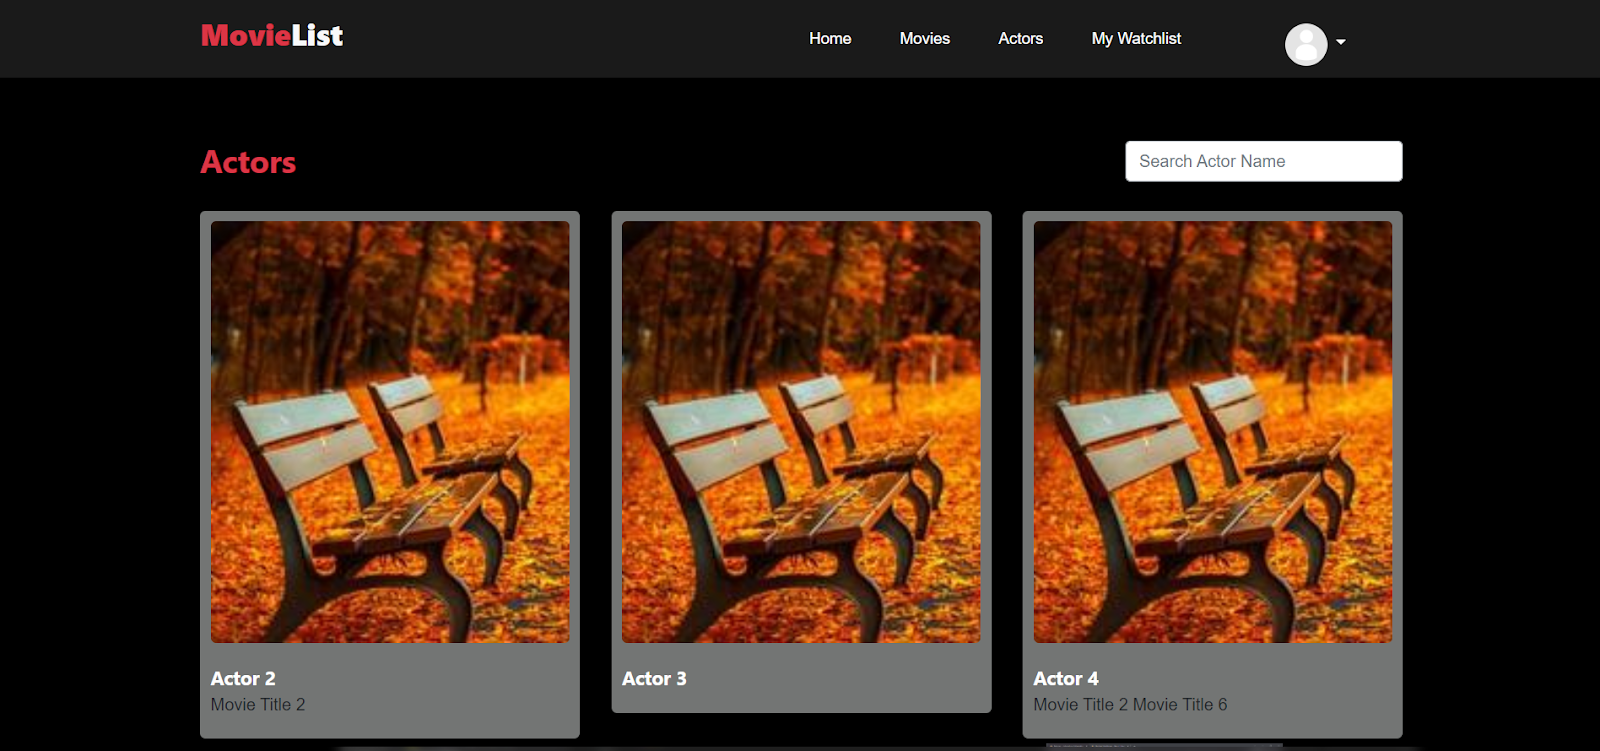 MovieList
Home Movies Actors My Watchlist
Actors
Search Actor Name
Actor 2
Movie Title 2
Actor 3
Actor 4
Movie Title 2 Movie Title 6